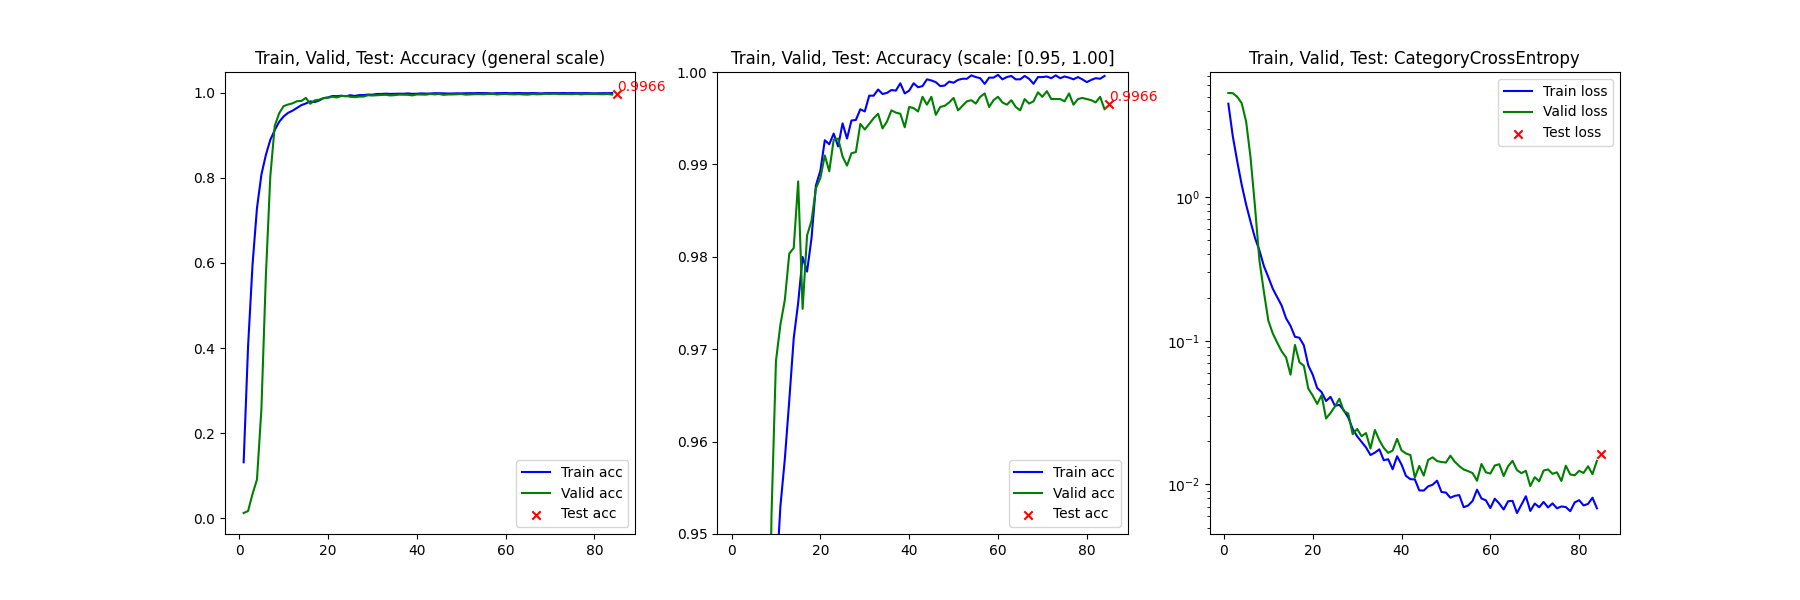 Train, Valid, Test: Accuracy (general scale)
1.0
0.8
0.6
0.4
0.2
0.0
0 20 40 60 80
0.9966
Train acc
Valid acc
Test acc
Train, Valid, Test: Accuracy (scale: [0.95, 1.00]
1.00
0.99
0.98
0.97
0.96
0.95
0 20 40 60 80
0.9966
Train acc
Valid acc
Test acc
Train, Valid, Test: CategoryCrossEntropy
10⁰
10⁻¹
10⁻²
0 20 40 60 80
Train loss
Valid loss
Test loss